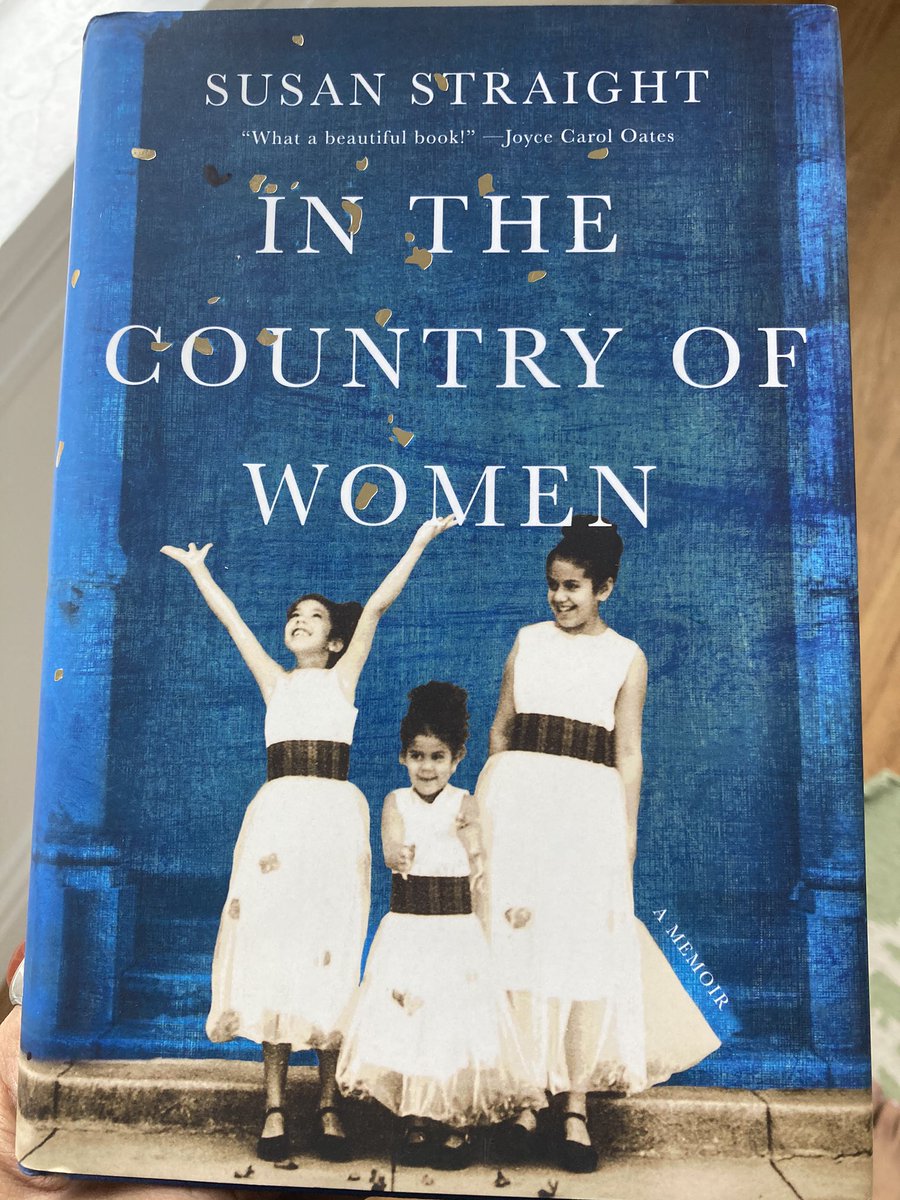 SUSAN STRAIGHT
“What a beautiful book!” —Joyce Carol Oates
IN THE
COUNTRY OF
WOMEN
A MEMOIR